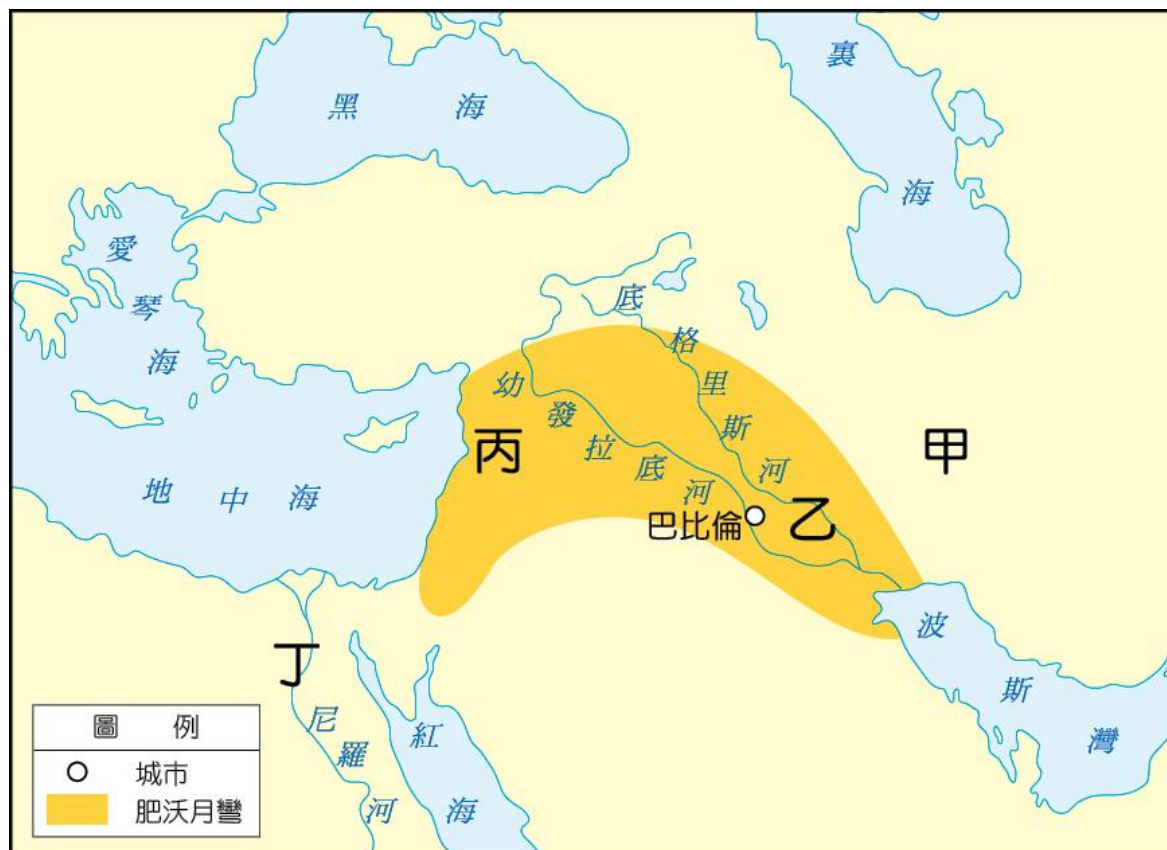 黑海
裏海
愛琴海
地中海
底格里斯河
幼發拉底河
甲
乙
丙
丁
巴比倫
波斯灣
尼羅河
紅海
圖例
城市
肥沃月彎